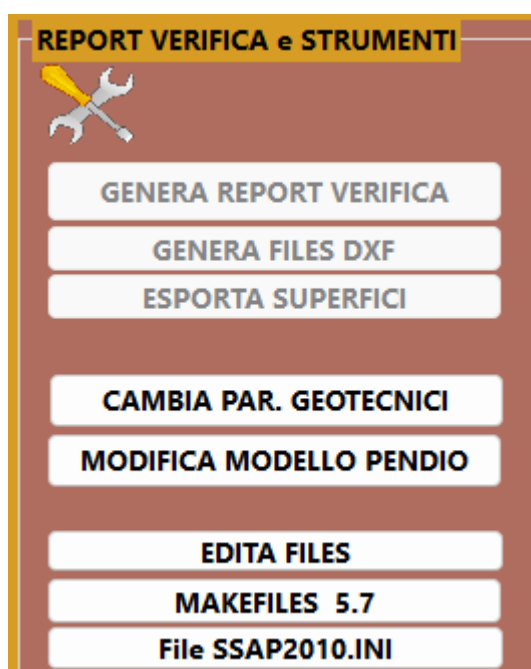 REPORT VERIFICA e STRUMENTI
GENERA REPORT VERIFICA
GENERA FILES DXF
ESPORTA SUPERFICI
CAMBIA PAR. GEOTECNICI
MODIFICA MODELLO PENDIO
EDITA FILES
MAKEFILES 5.7
File SSAP2010.INI